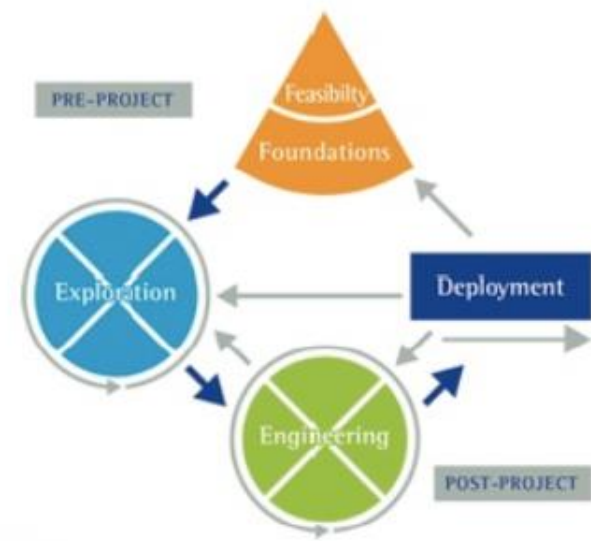 PRE-PROJECT
Feasibilty
Foundations
Exploration
Deployment
Engineering
POST-PROJECT